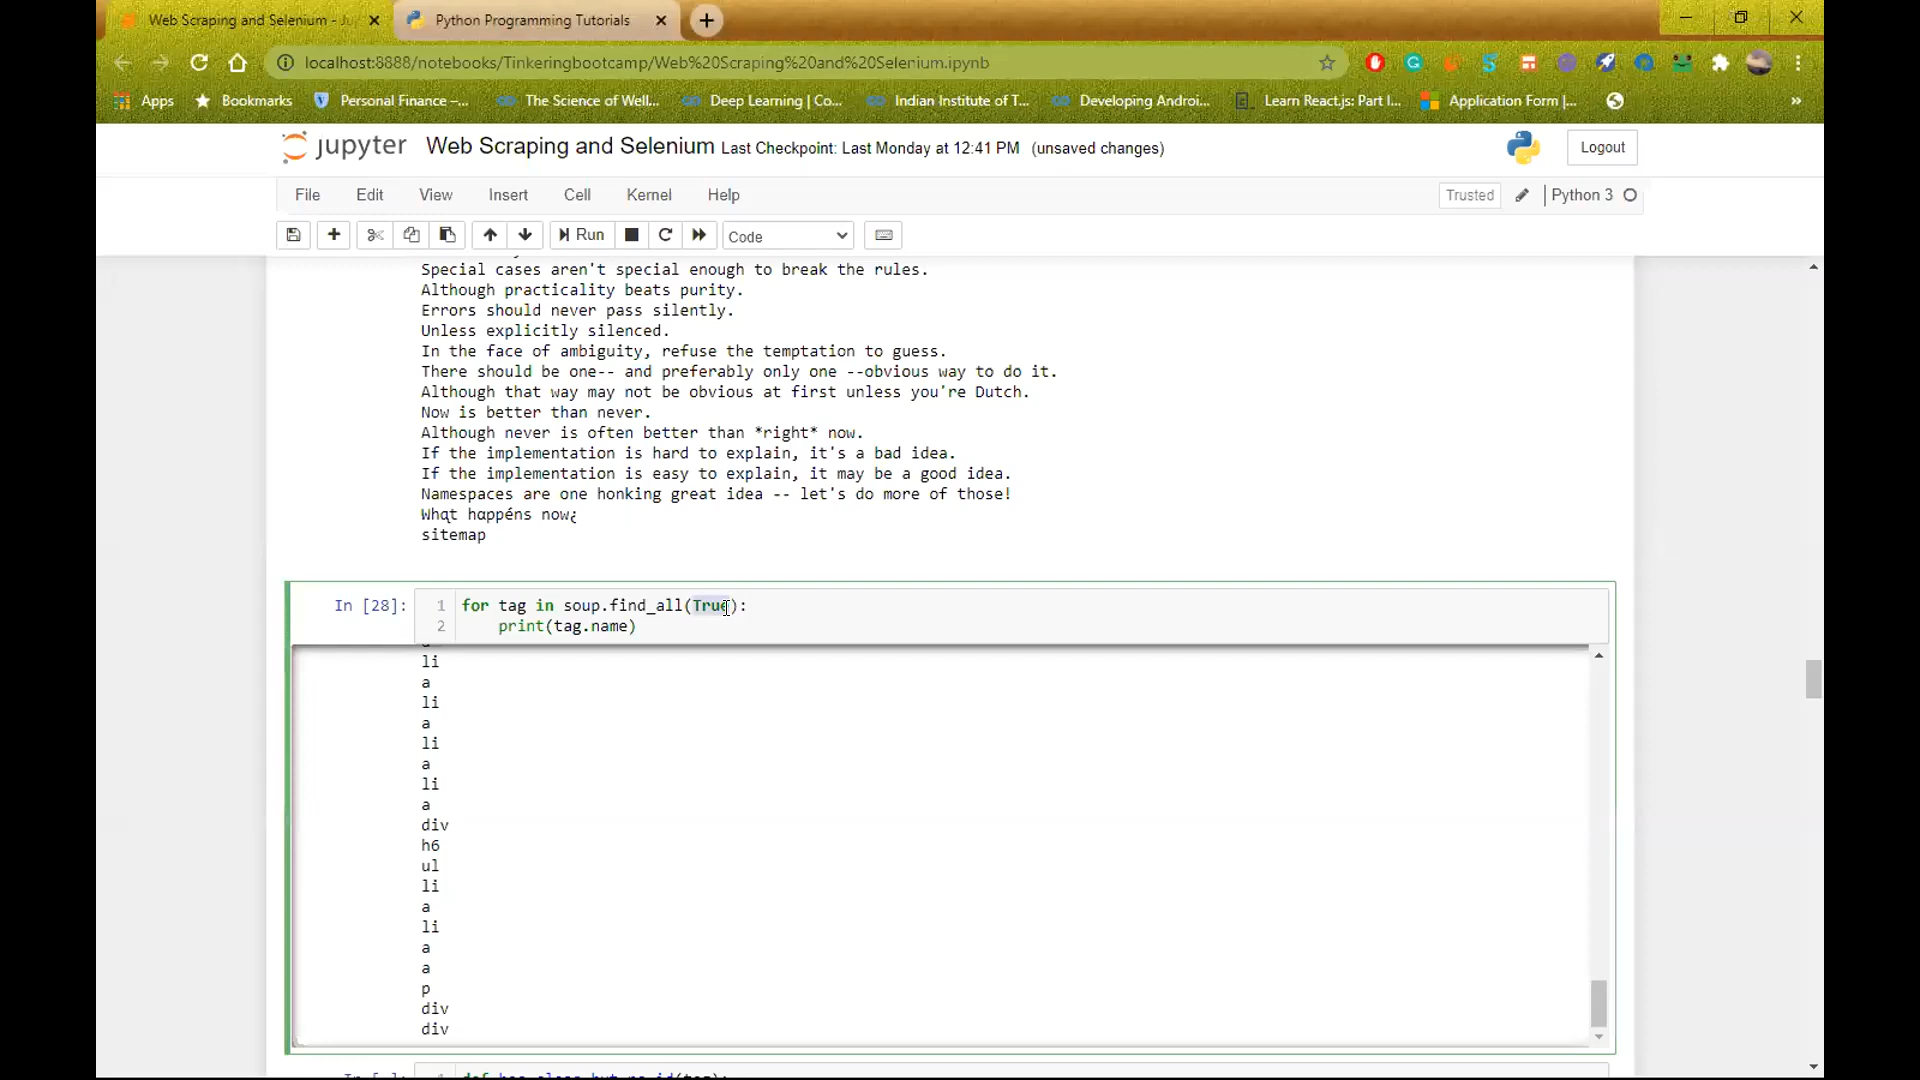 Web Scraping and Selenium - Ju
Python Programming Tutorials
localhost:8888/notebooks/Tinkeringbootcamp/Web%20Scraping%20and%20Selenium.ipynb
Apps Bookmarks Personal Finance –... The Science of Well... Deep Learning | Co... Indian Institute of T... Developing Androi... Learn React.js: Part I... Application Form |... »
jupyter Web Scraping and Selenium Last Checkpoint: Last Monday at 12:41 PM (unsaved changes) Logout
File Edit View Insert Cell Kernel Help Trusted Python 3
Run Code
Special cases aren't special enough to break the rules.
Although practicality beats purity.
Errors should never pass silently.
Unless explicitly silenced.
In the face of ambiguity, refuse the temptation to guess.
There should be one-- and preferably only one --obvious way to do it.
Although that way may not be obvious at first unless you're Dutch.
Now is better than never.
Although never is often better than *right* now.
If the implementation is hard to explain, it's a bad idea.
If the implementation is easy to explain, it may be a good idea.
Namespaces are one honking great idea -- let's do more of those!
Whąt hαppéns now¿
sitemap
In [28]: 1 for tag in soup.find_all(True):
2 print(tag.name)
li
a
li
a
li
a
li
a
div
h6
ul
li
a
li
a
a
p
div
div